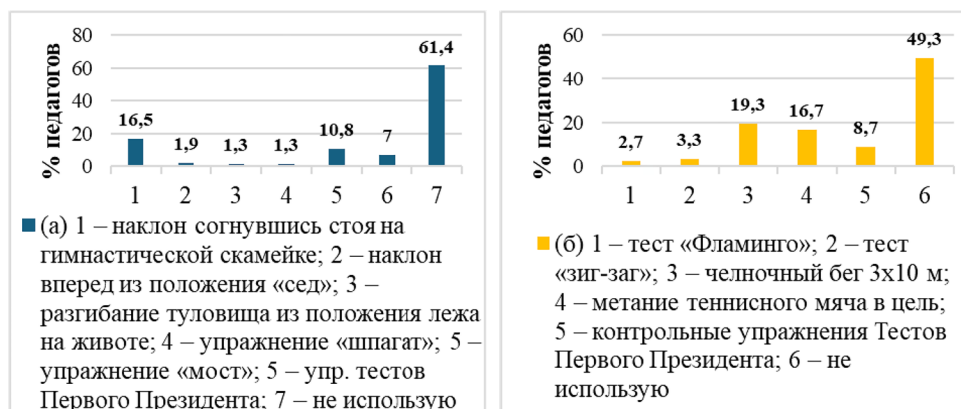 % педагогов
80
60
40
20
0
16,5
1,9
1,3
1,3
10,8
7
61,4
1 2 3 4 5 6 7
(а) 1 – наклон согнувшись стоя на
гимнастической скамейке; 2 – наклон
вперед из положения «сед»; 3 –
разгибание туловища из положения лежа
на животе; 4 – упражнение «шпагат»; 5 –
упражнение «мост»; 5 – упр. тестов
Первого Президента; 7 – не использую
% педагогов
60
40
20
0
2,7
3,3
19,3
16,7
8,7
49,3
1 2 3 4 5 6
(б) 1 – тест «Фламинго»; 2 – тест
«зиг-заг»; 3 – челночный бег 3х10 м;
4 – метание теннисного мяча в цель;
5 – контрольные упражнения Тестов
Первого Президента; 6 – не
использую